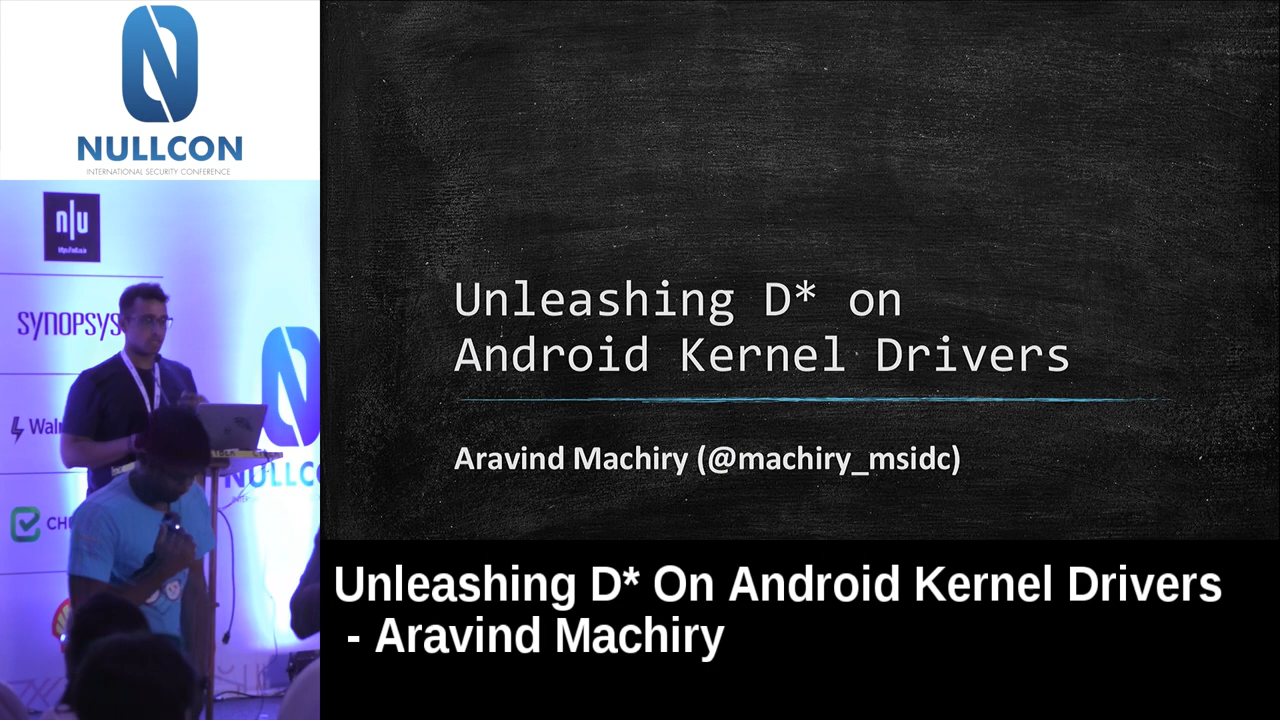 NULLCON
INTERNATIONAL SECURITY CONFERENCE
n|u
SYNOPSYS
NULLC
Unleashing D* on
Android Kernel Drivers
Aravind Machiry (@machiry_msidc)
Unleashing D* On Android Kernel Drivers
- Aravind Machiry